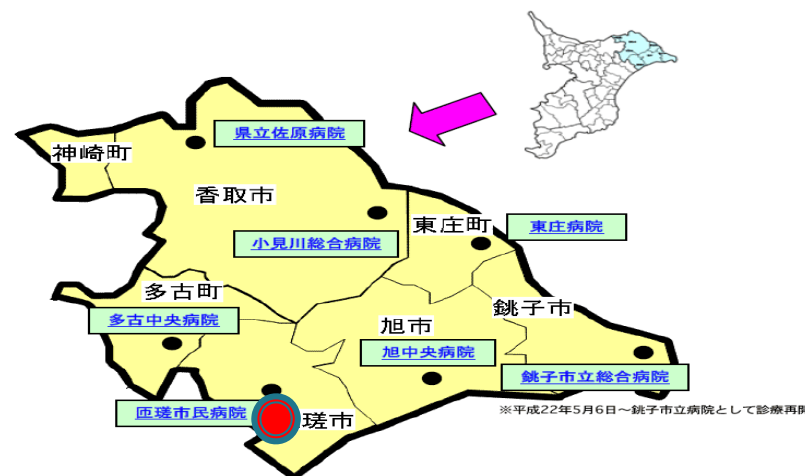 県立佐原病院
神崎町
香取市
東庄町
東庄病院
小見川総合病院
多古町
銚子市
多古中央病院
旭市
旭中央病院
銚子市立総合病院
匝瑳市民病院
瑳市
※平成22年5月6日～銚子市立病院として診療再開